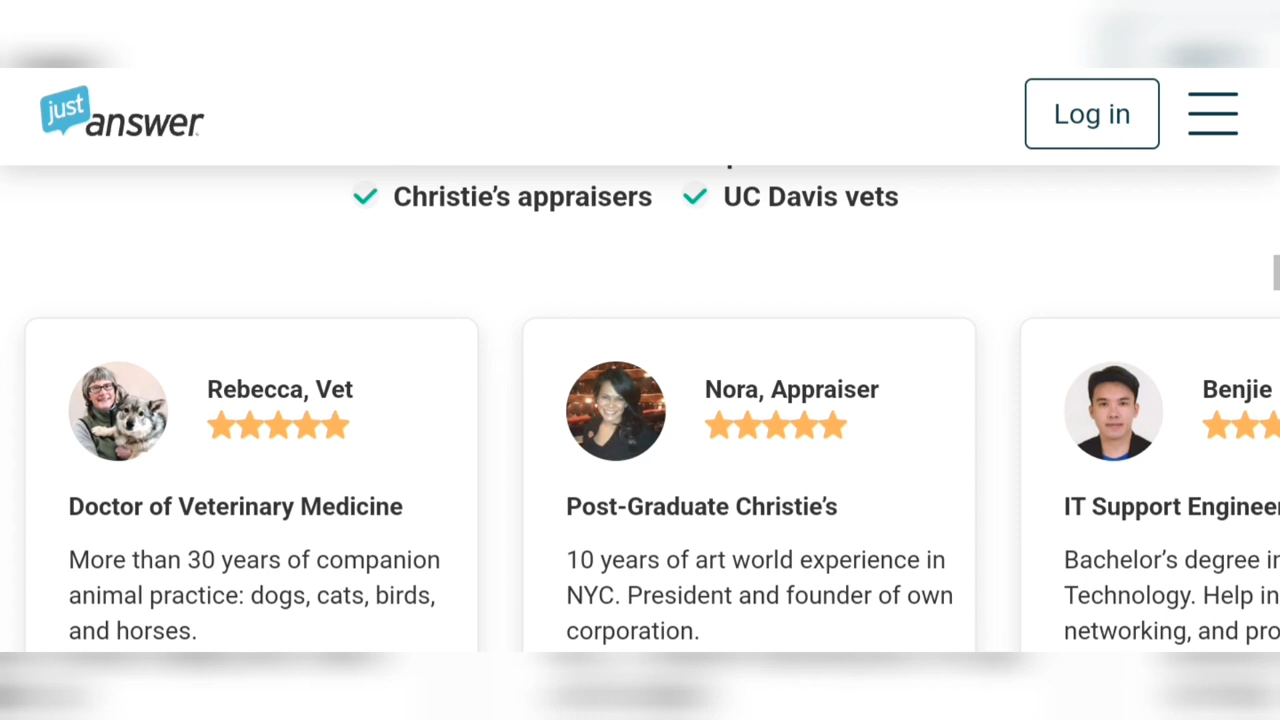 just
answer
Log in
Christie’s appraisers
UC Davis vets
Rebecca, Vet
Doctor of Veterinary Medicine
More than 30 years of companion
animal practice: dogs, cats, birds,
and horses.
Nora, Appraiser
Post-Graduate Christie’s
10 years of art world experience in
NYC. President and founder of own
corporation.
Benjie
IT Support Engineer
Bachelor’s degree in
Technology. Help in
networking, and pro